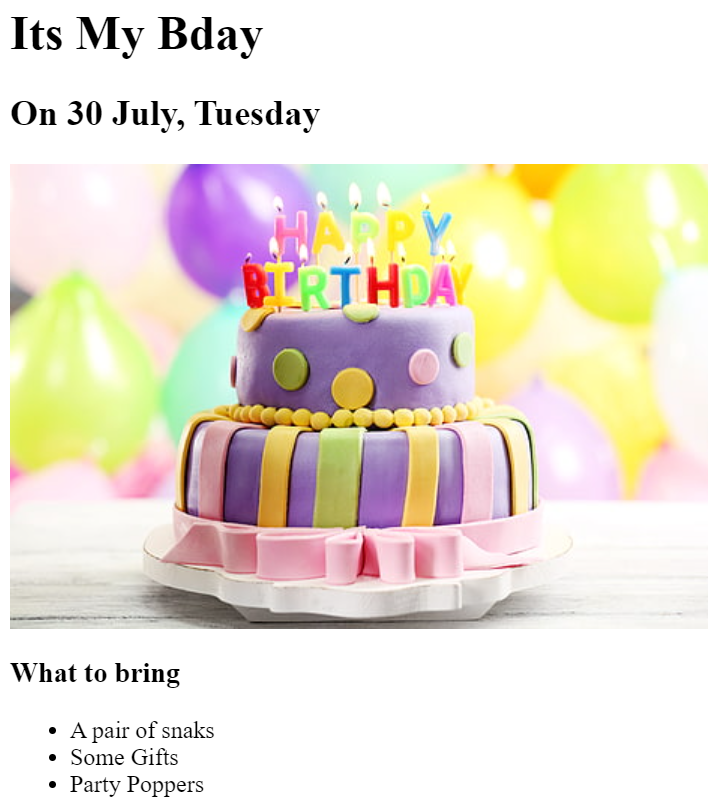 Its My Bday
On 30 July, Tuesday
HAPPY
BIRTHDAY
What to bring
A pair of snaks
Some Gifts
Party Poppers